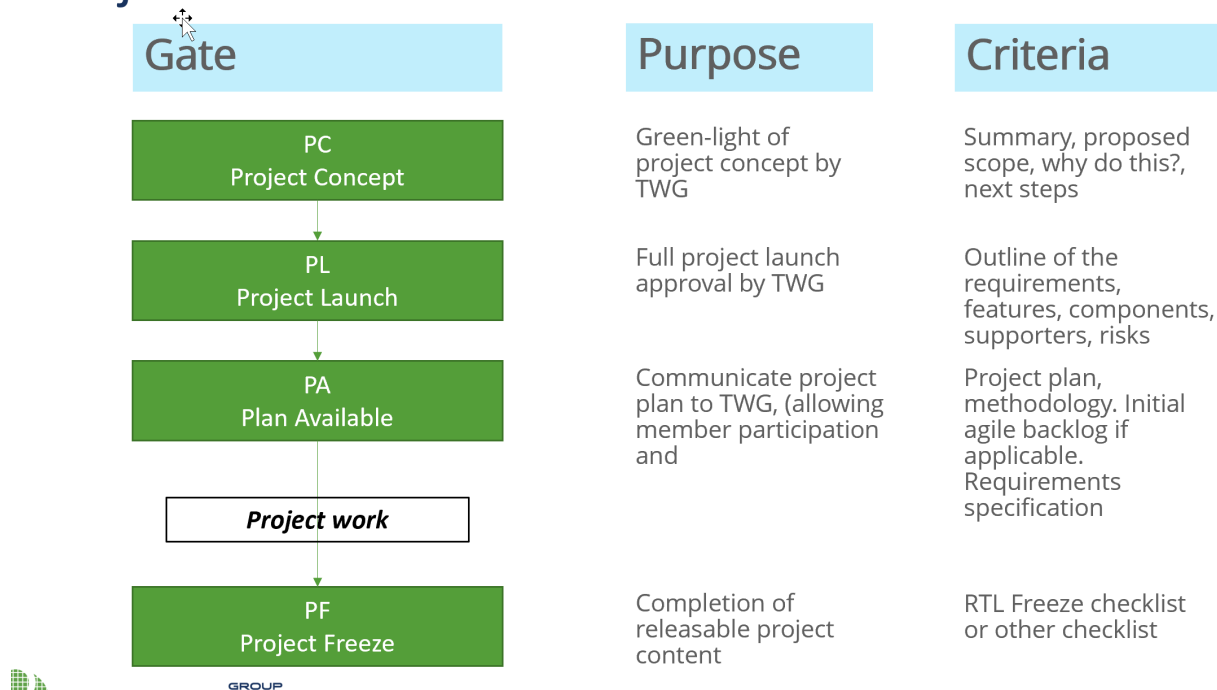 Gate
Purpose
Criteria
PC
Project Concept
Green-light of
project concept by
TWG
Summary, proposed
scope, why do this?,
next steps
PL
Project Launch
Full project launch
approval by TWG
Outline of the
requirements,
features, components,
supporters, risks
PA
Plan Available
Communicate project
plan to TWG, (allowing
member participation
and
Project plan,
methodology. Initial
agile backlog if
applicable.
Requirements
specification
Project work
PF
Project Freeze
Completion of
releasable project
content
RTL Freeze checklist
or other checklist
GROUP